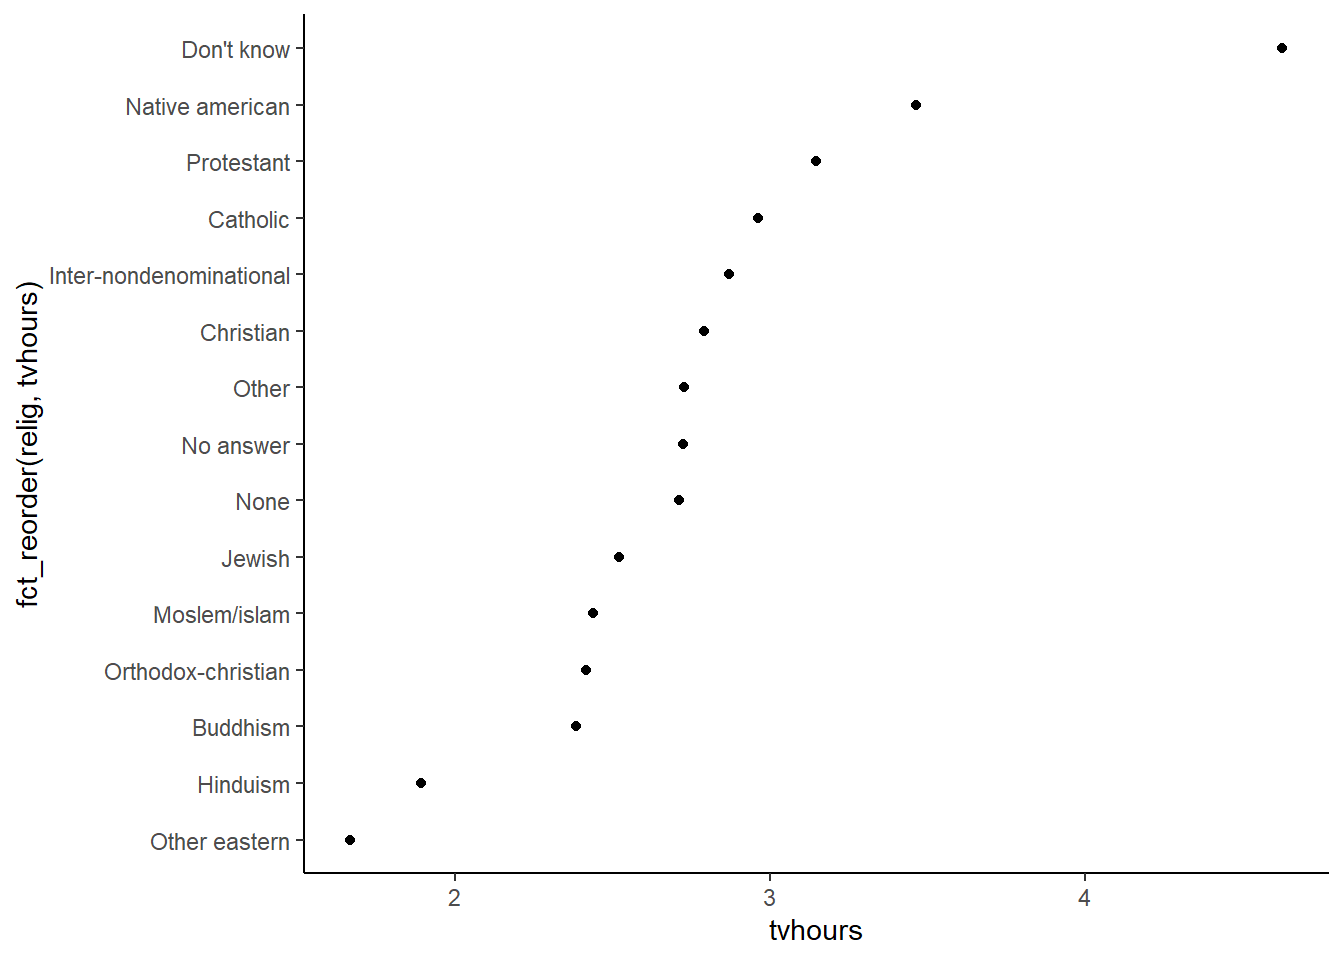 Don't know
Native american
Protestant
Catholic
Inter-nondenominational
Christian
Other
No answer
None
Jewish
Moslem/islam
Orthodox-christian
Buddhism
Hinduism
Other eastern
fct_reorder(relig, tvhours)
2 3 4
tvhours